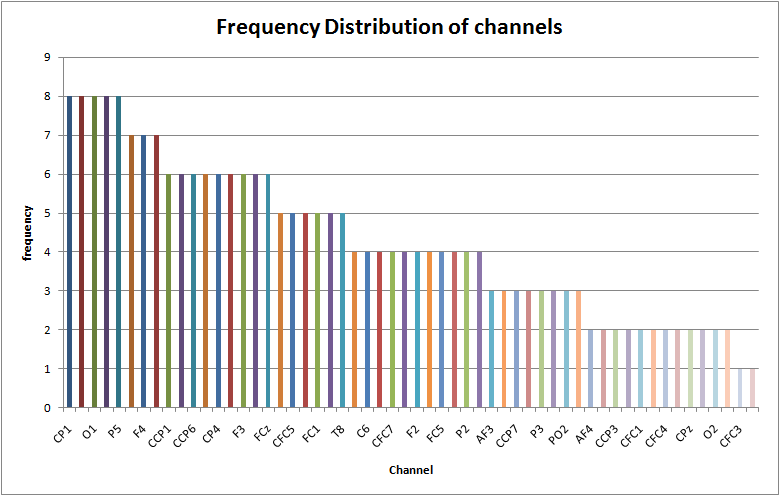 Frequency Distribution of channels
9
8
7
6
5
4
3
2
1
0
frequency
CP1
O1
P5
F4
CCP1
CCP6
CP4
F3
FCz
CFC5
FC1
T8
C6
CFC7
F2
FC5
P2
AF3
CCP7
P3
PO2
AF4
CCP3
CFC1
CFC4
CPz
O2
CFC3
Channel